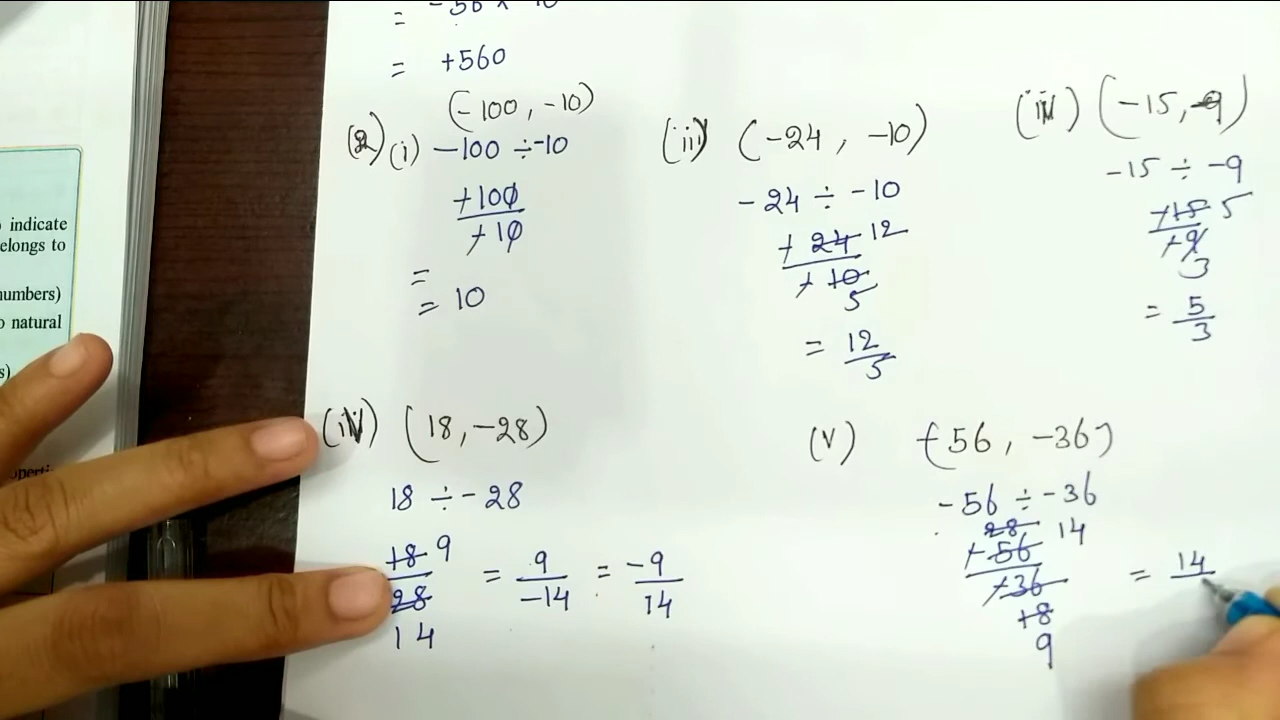 indicate
elongs to
numbers)
o natural
s)
= -56 × -10
= +560
(2) (i) (-100, -10)
-100 ÷ -10
100
10
=
= 10
(ii) (-24, -10)
-24 ÷ -10
24 12
10
5
= 12
5
(iii) (-15, -9)
-15 ÷ -9
15 5
9
3
= 5
3
(iv) (18, -28)
18 ÷ -28
18 9
28
14
= 9
-14
= -9
14
(v) (-56, -36)
-56 ÷ -36
28 14
56
36
18
9
= 14